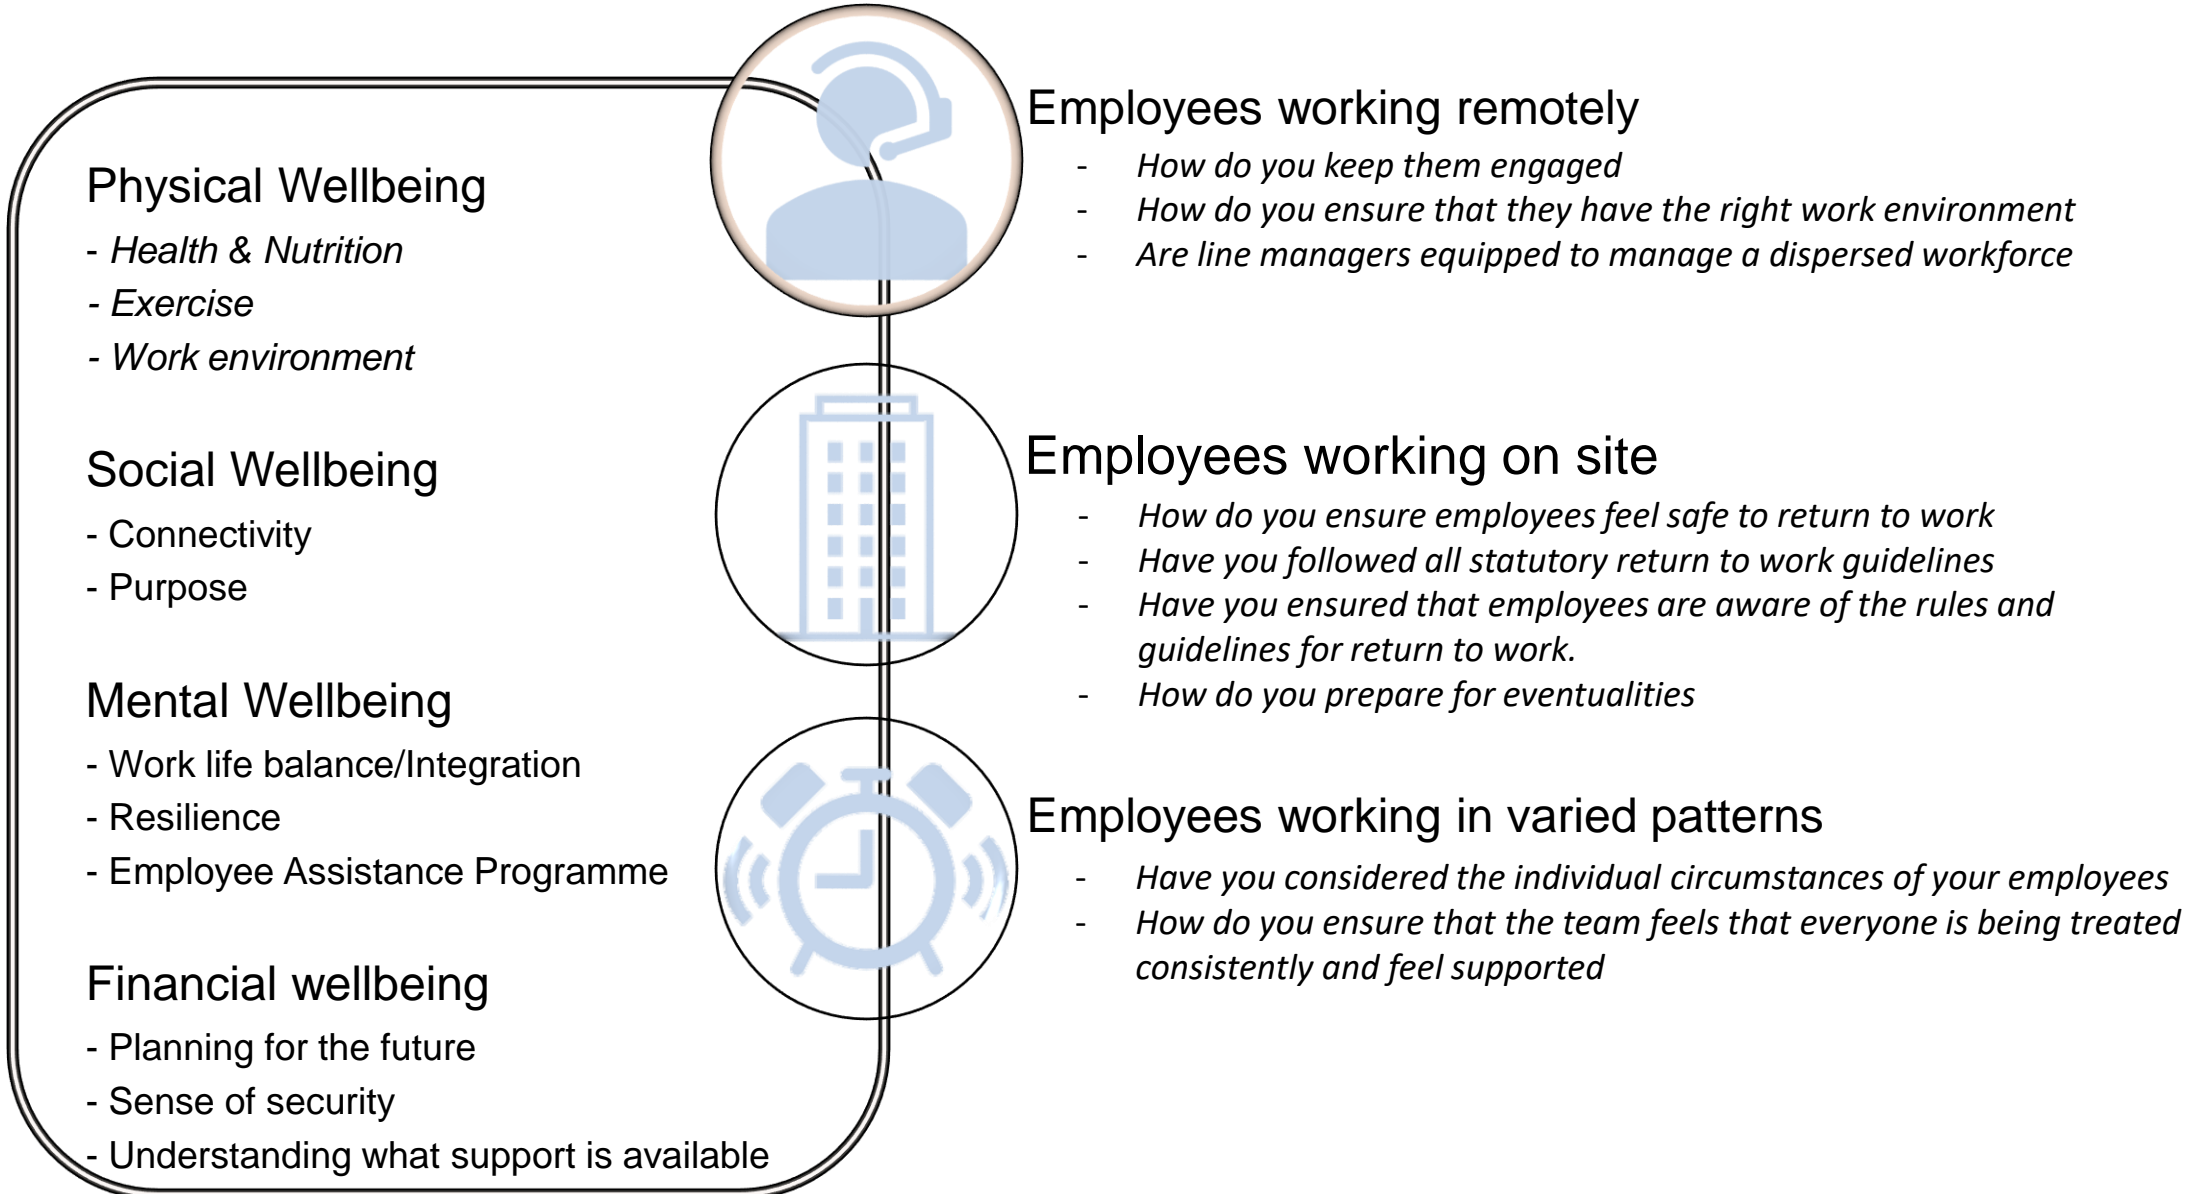 Physical Wellbeing
- Health & Nutrition
- Exercise
- Work environment
Social Wellbeing
- Connectivity
- Purpose
Mental Wellbeing
- Work life balance/Integration
- Resilience
- Employee Assistance Programme
Financial wellbeing
- Planning for the future
- Sense of security
- Understanding what support is available
Employees working remotely
- How do you keep them engaged
- How do you ensure that they have the right work environment
- Are line managers equipped to manage a dispersed workforce
Employees working on site
- How do you ensure employees feel safe to return to work
- Have you followed all statutory return to work guidelines
- Have you ensured that employees are aware of the rules and
guidelines for return to work.
- How do you prepare for eventualities
Employees working in varied patterns
- Have you considered the individual circumstances of your employees
- How do you ensure that the team feels that everyone is being treated
consistently and feel supported